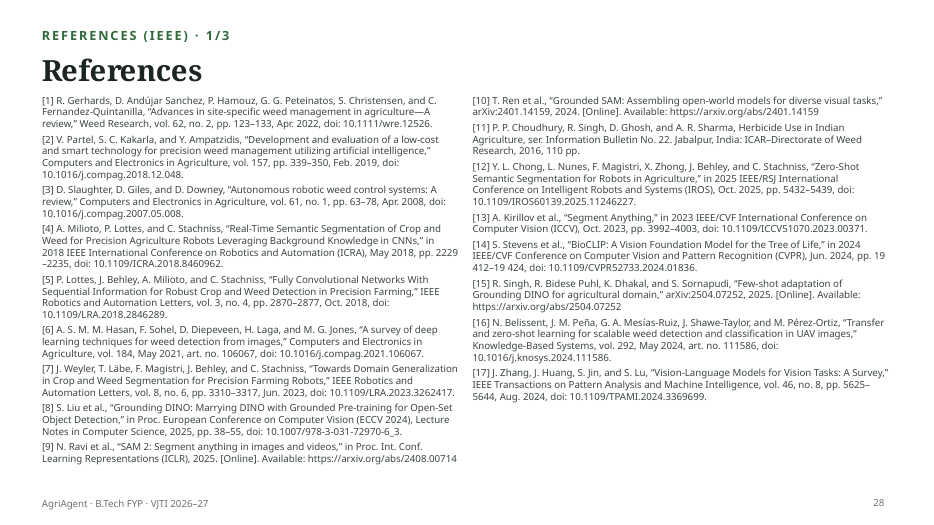 REFERENCES (IEEE) · 1/3
References
[1] R. Gerhards, D. Andújar Sanchez, P. Hamouz, G. G. Peteinatos, S. Christensen, and C.
Fernandez-Quintanilla, “Advances in site-specific weed management in agriculture—A
review,” Weed Research, vol. 62, no. 2, pp. 123–133, Apr. 2022, doi: 10.1111/wre.12526.
[2] V. Partel, S. C. Kakarla, and Y. Ampatzidis, “Development and evaluation of a low-cost
and smart technology for precision weed management utilizing artificial intelligence,”
Computers and Electronics in Agriculture, vol. 157, pp. 339–350, Feb. 2019, doi:
10.1016/j.compag.2018.12.048.
[3] D. Slaughter, D. Giles, and D. Downey, “Autonomous robotic weed control systems: A
review,” Computers and Electronics in Agriculture, vol. 61, no. 1, pp. 63–78, Apr. 2008, doi:
10.1016/j.compag.2007.05.008.
[4] A. Milioto, P. Lottes, and C. Stachniss, “Real-Time Semantic Segmentation of Crop and
Weed for Precision Agriculture Robots Leveraging Background Knowledge in CNNs,” in
2018 IEEE International Conference on Robotics and Automation (ICRA), May 2018, pp. 2229
–2235, doi: 10.1109/ICRA.2018.8460962.
[5] P. Lottes, J. Behley, A. Milioto, and C. Stachniss, “Fully Convolutional Networks With
Sequential Information for Robust Crop and Weed Detection in Precision Farming,” IEEE
Robotics and Automation Letters, vol. 3, no. 4, pp. 2870–2877, Oct. 2018, doi:
10.1109/LRA.2018.2846289.
[6] A. S. M. M. Hasan, F. Sohel, D. Diepeveen, H. Laga, and M. G. Jones, “A survey of deep
learning techniques for weed detection from images,” Computers and Electronics in
Agriculture, vol. 184, May 2021, art. no. 106067, doi: 10.1016/j.compag.2021.106067.
[7] J. Weyler, T. Läbe, F. Magistri, J. Behley, and C. Stachniss, “Towards Domain Generalization
in Crop and Weed Segmentation for Precision Farming Robots,” IEEE Robotics and
Automation Letters, vol. 8, no. 6, pp. 3310–3317, Jun. 2023, doi: 10.1109/LRA.2023.3262417.
[8] S. Liu et al., “Grounding DINO: Marrying DINO with Grounded Pre-training for Open-Set
Object Detection,” in Proc. European Conference on Computer Vision (ECCV 2024), Lecture
Notes in Computer Science, 2025, pp. 38–55, doi: 10.1007/978-3-031-72970-6_3.
[9] N. Ravi et al., “SAM 2: Segment anything in images and videos,” in Proc. Int. Conf.
Learning Representations (ICLR), 2025. [Online]. Available: https://arxiv.org/abs/2408.00714
[10] T. Ren et al., “Grounded SAM: Assembling open-world models for diverse visual tasks,”
arXiv:2401.14159, 2024. [Online]. Available: https://arxiv.org/abs/2401.14159
[11] P. P. Choudhury, R. Singh, D. Ghosh, and A. R. Sharma, Herbicide Use in Indian
Agriculture, ser. Information Bulletin No. 22. Jabalpur, India: ICAR–Directorate of Weed
Research, 2016, 110 pp.
[12] Y. L. Chong, L. Nunes, F. Magistri, X. Zhong, J. Behley, and C. Stachniss, “Zero-Shot
Semantic Segmentation for Robots in Agriculture,” in 2025 IEEE/RSJ International
Conference on Intelligent Robots and Systems (IROS), Oct. 2025, pp. 5432–5439, doi:
10.1109/IROS60139.2025.11246227.
[13] A. Kirillov et al., “Segment Anything,” in 2023 IEEE/CVF International Conference on
Computer Vision (ICCV), Oct. 2023, pp. 3992–4003, doi: 10.1109/ICCV51070.2023.00371.
[14] S. Stevens et al., “BioCLIP: A Vision Foundation Model for the Tree of Life,” in 2024
IEEE/CVF Conference on Computer Vision and Pattern Recognition (CVPR), Jun. 2024, pp. 19
412–19 424, doi: 10.1109/CVPR52733.2024.01836.
[15] R. Singh, R. Bidese Puhl, K. Dhakal, and S. Sornapudi, “Few-shot adaptation of
Grounding DINO for agricultural domain,” arXiv:2504.07252, 2025. [Online]. Available:
https://arxiv.org/abs/2504.07252
[16] N. Belissent, J. M. Peña, G. A. Mesías-Ruiz, J. Shawe-Taylor, and M. Pérez-Ortiz, “Transfer
and zero-shot learning for scalable weed detection and classification in UAV images,”
Knowledge-Based Systems, vol. 292, May 2024, art. no. 111586, doi:
10.1016/j.knosys.2024.111586.
[17] J. Zhang, J. Huang, S. Jin, and S. Lu, “Vision-Language Models for Vision Tasks: A Survey,”
IEEE Transactions on Pattern Analysis and Machine Intelligence, vol. 46, no. 8, pp. 5625–
5644, Aug. 2024, doi: 10.1109/TPAMI.2024.3369699.
AgriAgent · B.Tech FYP · VJTI 2026–27
28